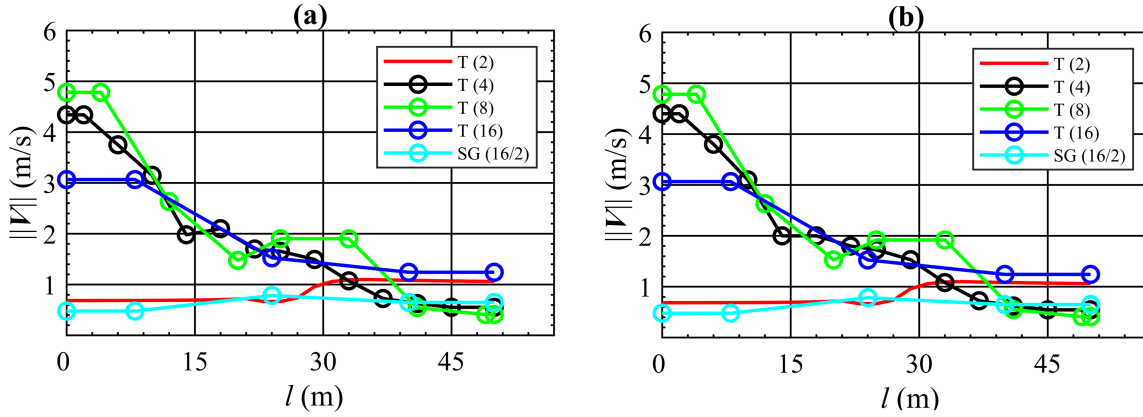 (a)
||V|| (m/s)
6
5
4
3
2
1
0
15
30
45
l (m)
T (2)
T (4)
T (8)
T (16)
SG (16/2)
(b)
||V|| (m/s)
6
5
4
3
2
1
0
15
30
45
l (m)
T (2)
T (4)
T (8)
T (16)
SG (16/2)